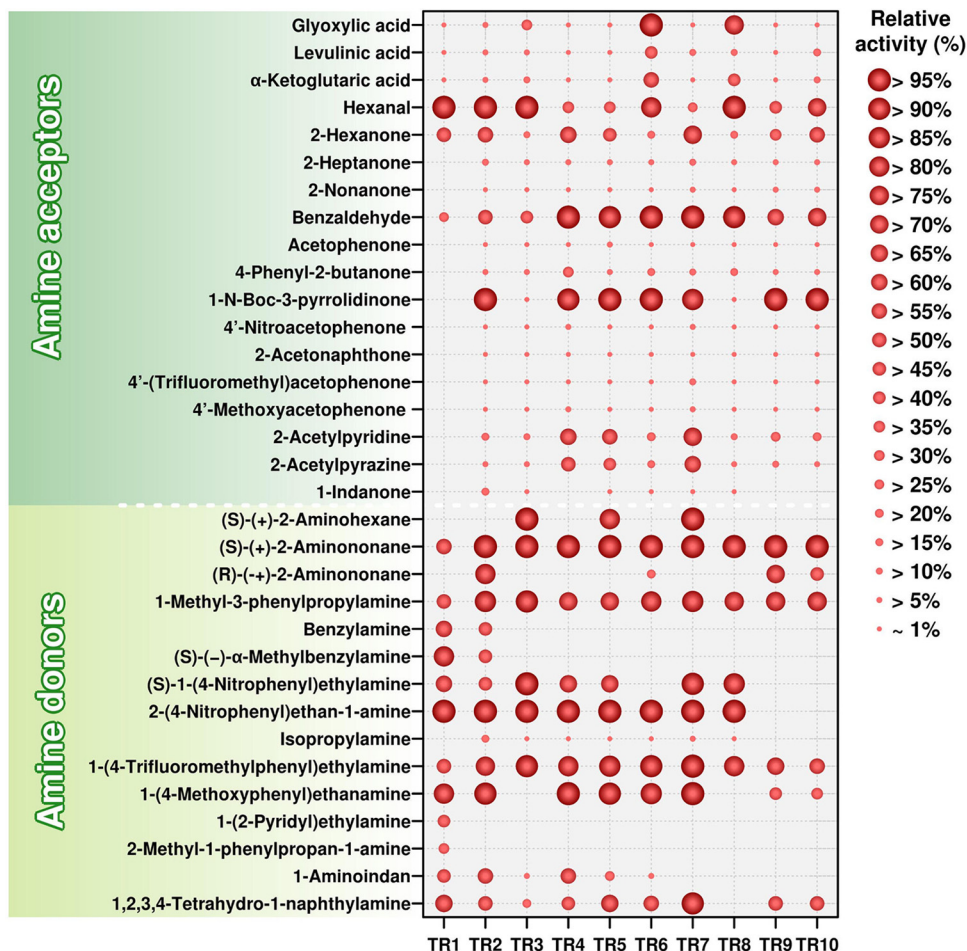 Amine acceptors
Glyoxylic acid
Levulinic acid
α-Ketoglutaric acid
Hexanal
2-Hexanone
2-Heptanone
2-Nonanone
Benzaldehyde
Acetophenone
4-Phenyl-2-butanone
1-N-Boc-3-pyrrolidinone
4'-Nitroacetophenone
2-Acetonaphthone
4'-(Trifluoromethyl)acetophenone
4'-Methoxyacetophenone
2-Acetylpyridine
2-Acetylpyrazine
1-Indanone
Amine donors
(S)-(+)-2-Aminohexane
(S)-(+)-2-Aminononane
(R)-(-+)-2-Aminononane
1-Methyl-3-phenylpropylamine
Benzylamine
(S)-(−)-α-Methylbenzylamine
(S)-1-(4-Nitrophenyl)ethylamine
2-(4-Nitrophenyl)ethan-1-amine
Isopropylamine
1-(4-Trifluoromethylphenyl)ethylamine
1-(4-Methoxyphenyl)ethanamine
1-(2-Pyridyl)ethylamine
2-Methyl-1-phenylpropan-1-amine
1-Aminoindan
1,2,3,4-Tetrahydro-1-naphthylamine
TR1 TR2 TR3 TR4 TR5 TR6 TR7 TR8 TR9 TR10
Relative
activity (%)
> 95%
> 90%
> 85%
> 80%
> 75%
> 70%
> 65%
> 60%
> 55%
> 50%
> 45%
> 40%
> 35%
> 30%
> 25%
> 20%
> 15%
> 10%
> 5%
~ 1%